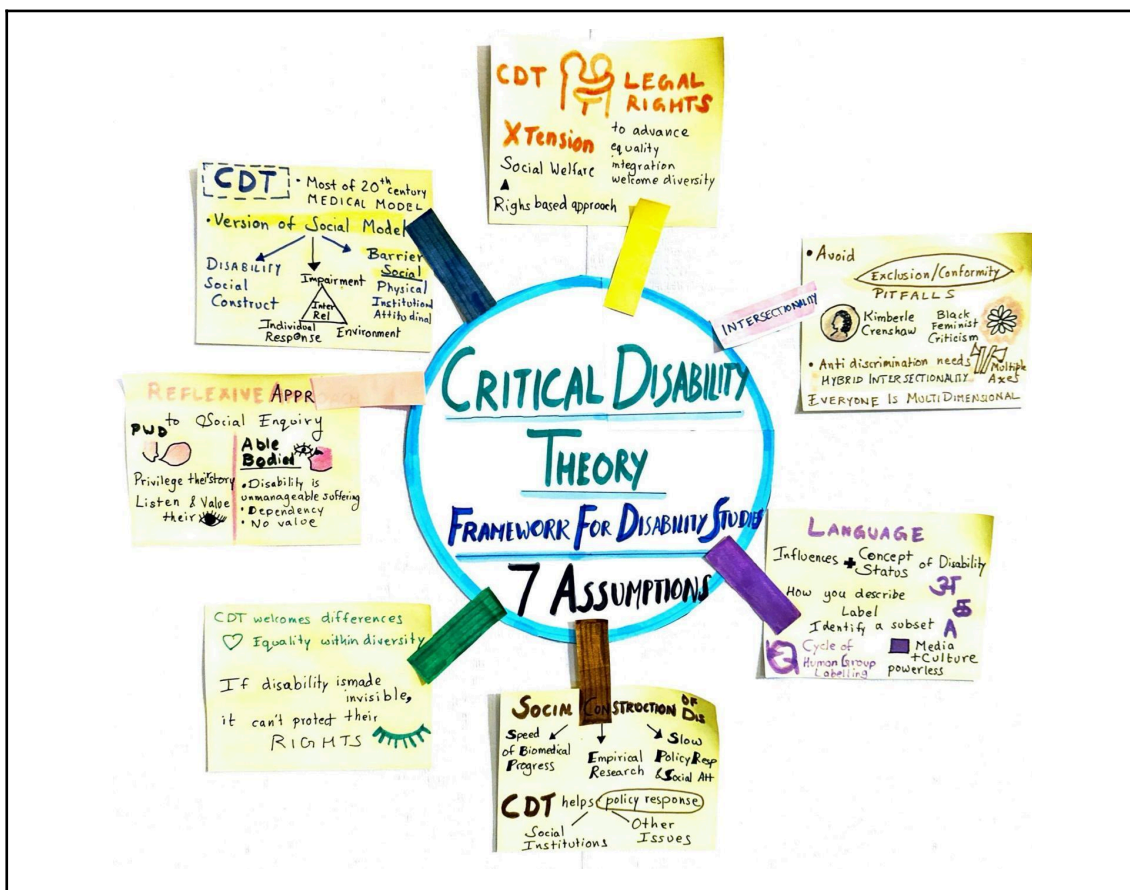 CDT LEGAL
RIGHTS
XTension
Social Welfare
Righs based approach
to advance
equality
integration
welcome diversity
CDT
• Most of 20th century
MEDICAL MODEL
• Version of Social Model
DISABILITY
Social
Construct
Impairment
Inter
Rel
Individual
Response
Environment
Barrier
Social
Physical
Institutional
Attitudinal
INTERSECTIONALITY
• Avoid
Exclusion/Conformity
PITFALLS
Kimberle
Crenshaw
Black
Feminist
Criticism
• Anti discrimination needs
HYBRID INTERSECTIONALITY
Multiple
Axes
EVERYONE IS MULTIDIMENSIONAL
CRITICAL DISABILITY
THEORY
FRAMEWORK FOR DISABILITY STUDIES
7 ASSUMPTIONS
REFLEXIVE APPROACH
to Social Enquiry
PWD
Privilege their story
Listen & Value
their
Able
Bodied
• Disability is
unmanageable suffering
• Dependency
• No value
LANGUAGE
Influences + Concept
Status of Disability
How you describe
Label
Identify a subset
अ
क
A
Cycle of
Human Group
Labelling
Media
+ Culture
powerless
CDT welcomes differences
Equality within diversity
If disability is made
invisible,
it can't protect their
RIGHTS
SOCIAL CONSTRUCTION OF
DIS
Speed
of Biomedical
Progress
Empirical
Research
Slow
Policy Resp
& Social Att
CDT helps policy response
Social
Institutions
Other
Issues